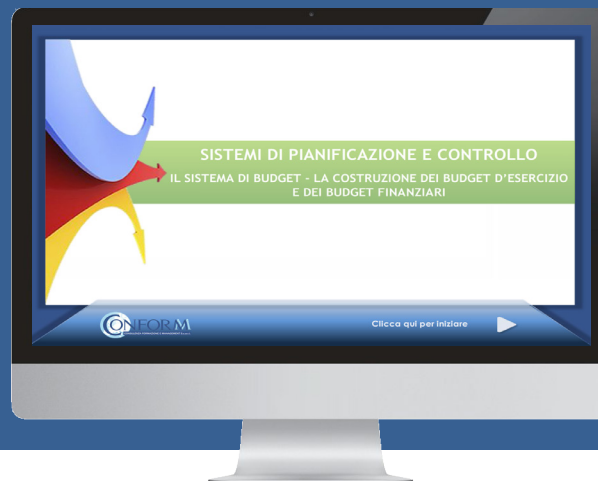 SISTEMI DI PIANIFICAZIONE E CONTROLLO
IL SISTEMA DI BUDGET - LA COSTRUZIONE DEI BUDGET D'ESERCIZIO
E DEI BUDGET FINANZIARI
CONFORM
Clicca qui per iniziare